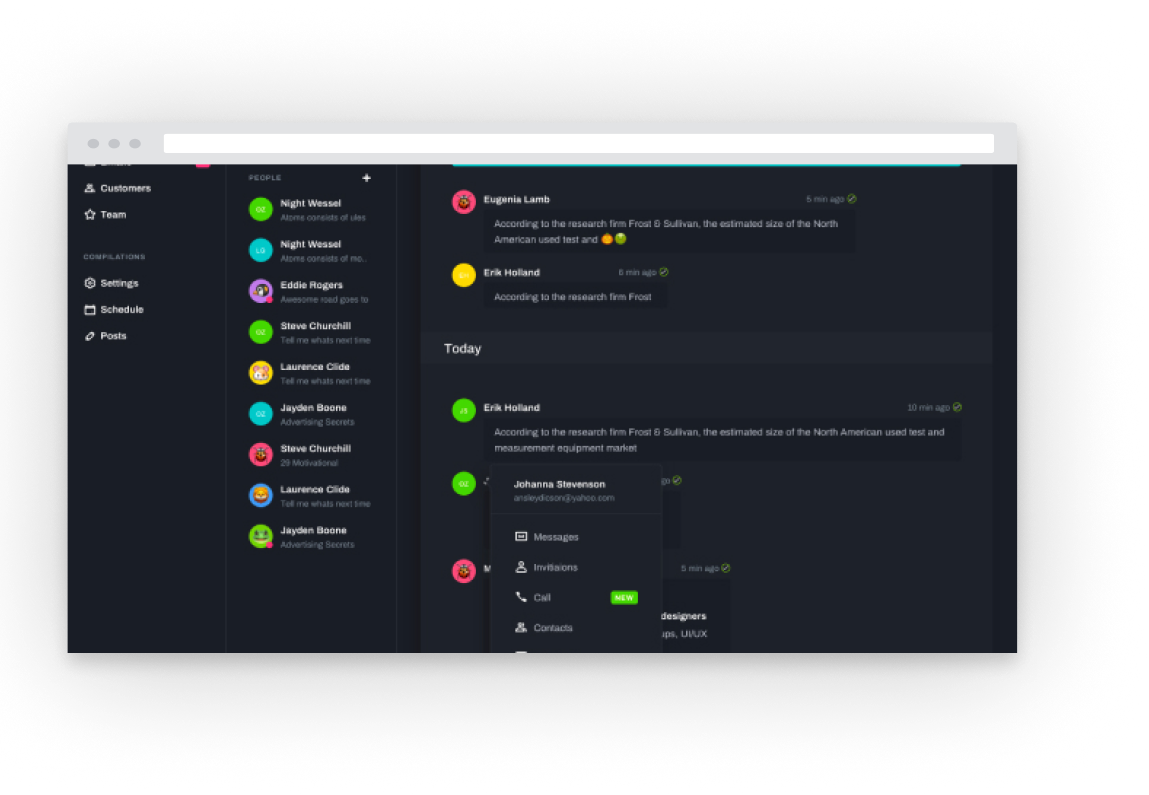 Customers
Team
COMPILATIONS
Settings
Schedule
Posts
PEOPLE
OZ
Night Wessel
Atoms consists of ules
LG
Night Wessel
Atoms consists of mo..
Eddie Rogers
Awesome road goes to
OZ
Steve Churchill
Tell me whats next time
Laurence Clide
Tell me whats next time
OZ
Jayden Boone
Advertising Secrets
Steve Churchill
29 Motivational
Laurence Clide
Tell me whats next time
Jayden Boone
Advertising Secrets
Eugenia Lamb
5 min ago
According to the research firm Frost & Sullivan, the estimated size of the North
American used test and
Erik Holland
6 min ago
According to the research firm Frost
Today
JS
Erik Holland
10 min ago
According to the research firm Frost & Sullivan, the estimated size of the North American used test and
measurement equipment market
OZ
Johanna Stevenson
ansleydicson@yahoo.com
Messages
Invitiaions
5 min ago
Call NEW
designers
Contacts
UI/UX